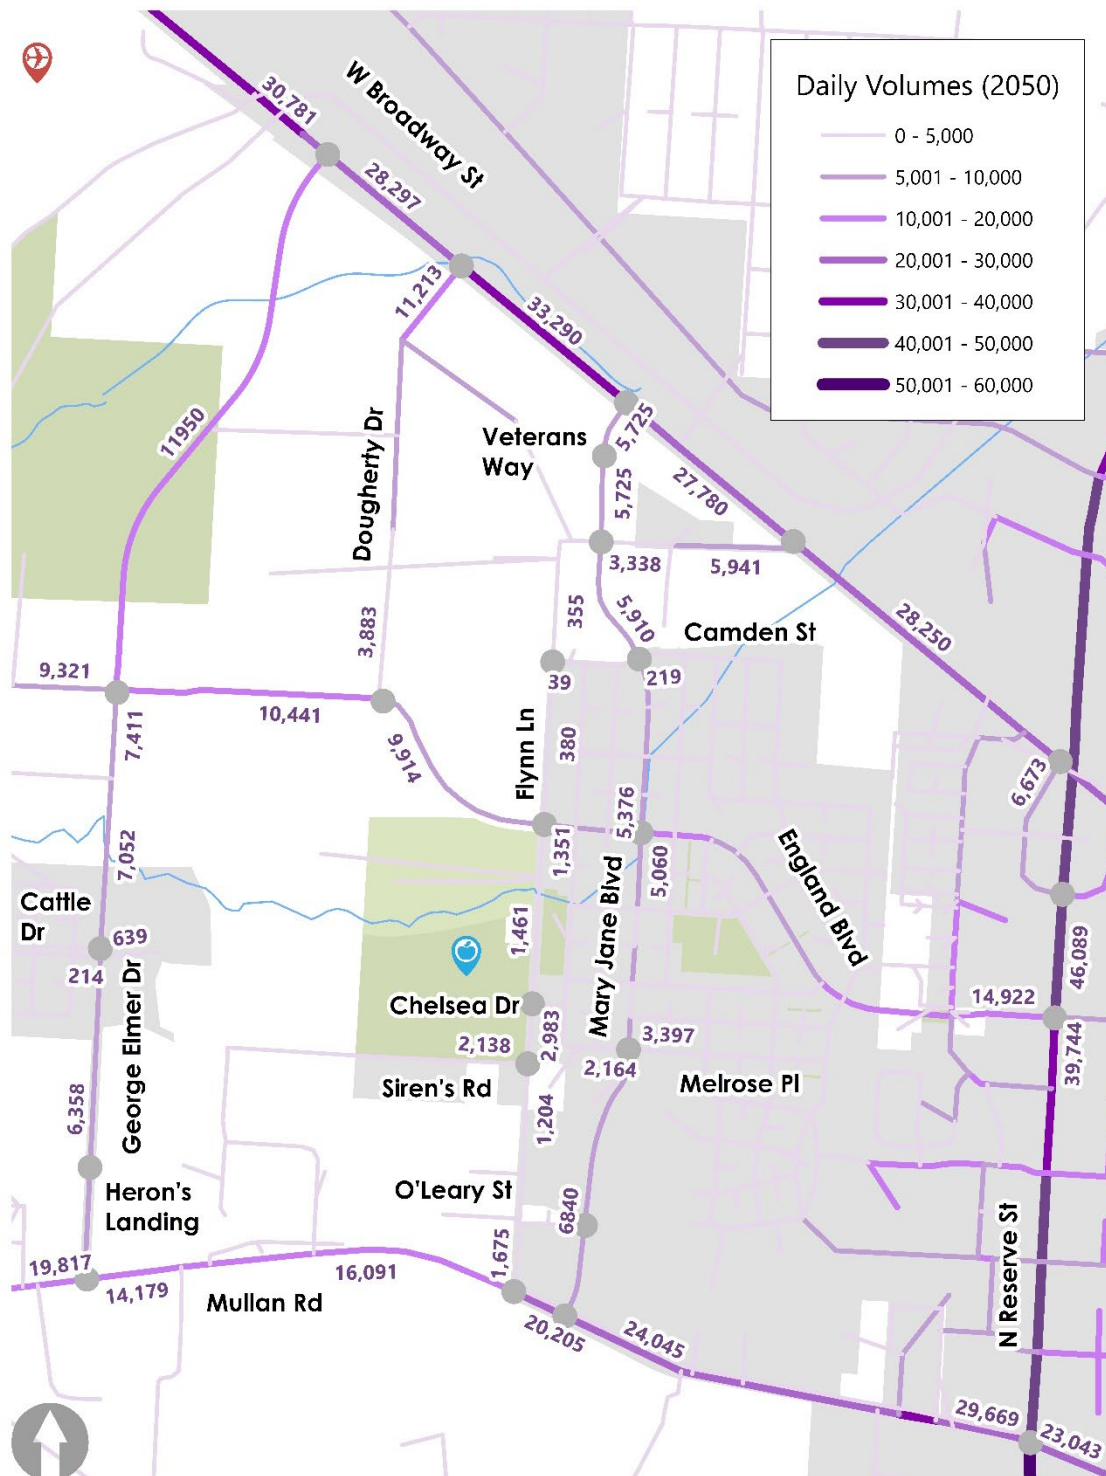 Daily Volumes (2050)
0 - 5,000
5,001 - 10,000
10,001 - 20,000
20,001 - 30,000
30,001 - 40,000
40,001 - 50,000
50,001 - 60,000
30,781
W Broadway St
28,297
11,213
33,290
11950
Dougherty Dr
Veterans
Way
5,725
5,725
27,780
3,338
5,941
355
5,910
3,883
Camden St
28,250
9,321
39
219
7,411
10,441
9,914
Flynn Ln
380
6,673
5,376
1,351
5,060
7,052
England Blvd
Cattle
Dr
639
214
1,461
Mary Jane Blvd
46,089
George Elmer Dr
Chelsea Dr
14,922
2,983
2,138
3,397
39,744
2,164
Siren's Rd
Melrose Pl
6,358
1,204
Heron's
Landing
O'Leary St
6840
1,675
N Reserve St
19,817
14,179
16,091
Mullan Rd
20,205
24,045
29,669
23,043